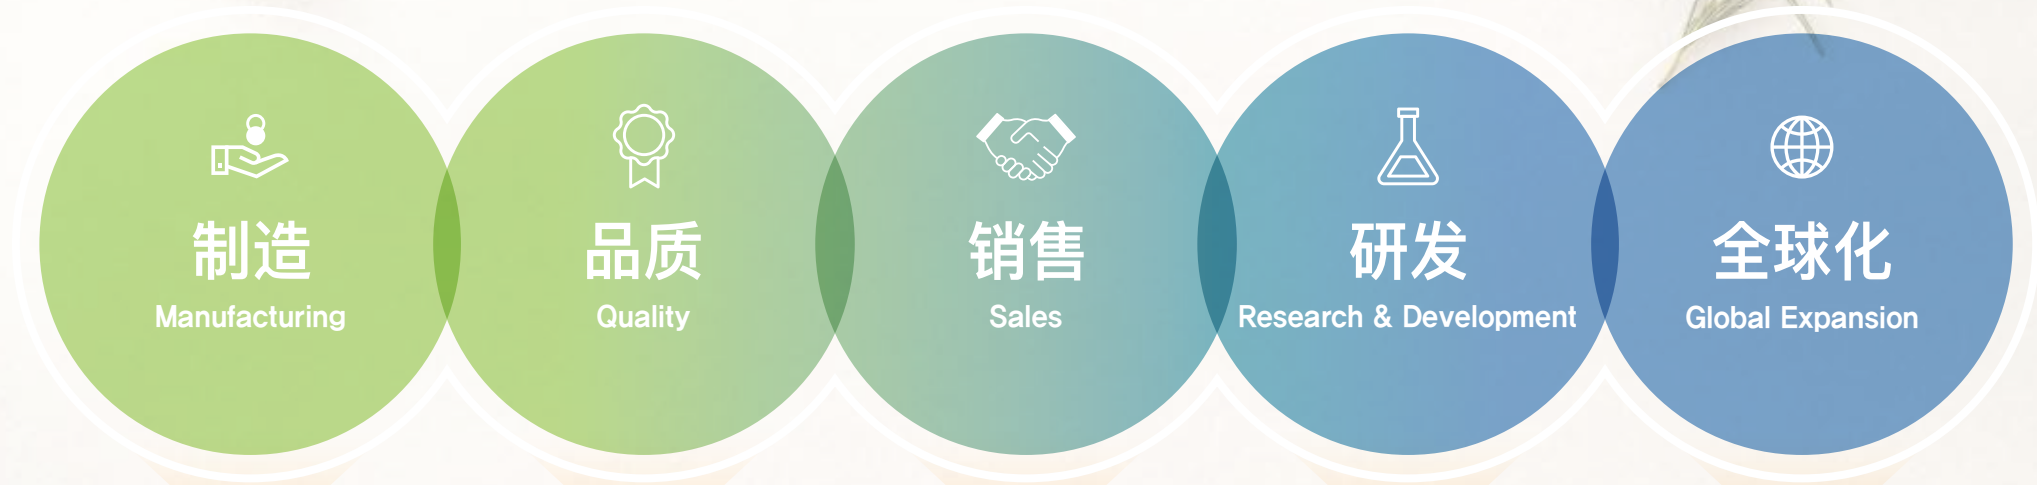 制造
Manufacturing
品质
Quality
销售
Sales
研发
Research & Development
全球化
Global Expansion